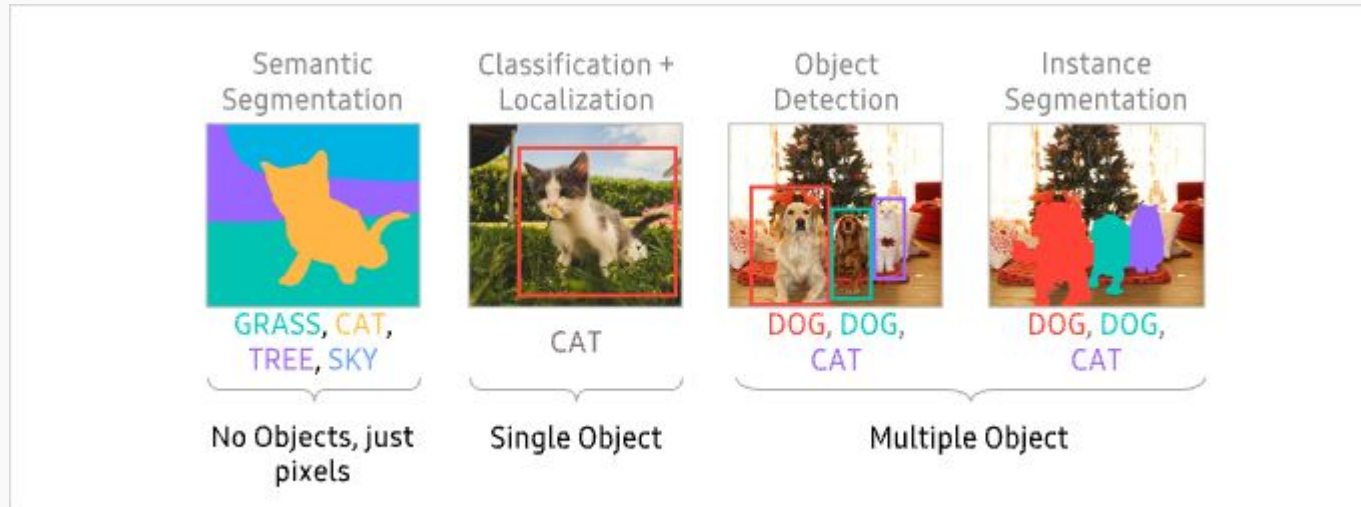 Semantic
Segmentation
Classification +
Localization
Object
Detection
Instance
Segmentation
GRASS, CAT,
TREE, SKY
CAT
DOG, DOG,
CAT
DOG, DOG,
CAT
No Objects, just
pixels
Single Object
Multiple Object